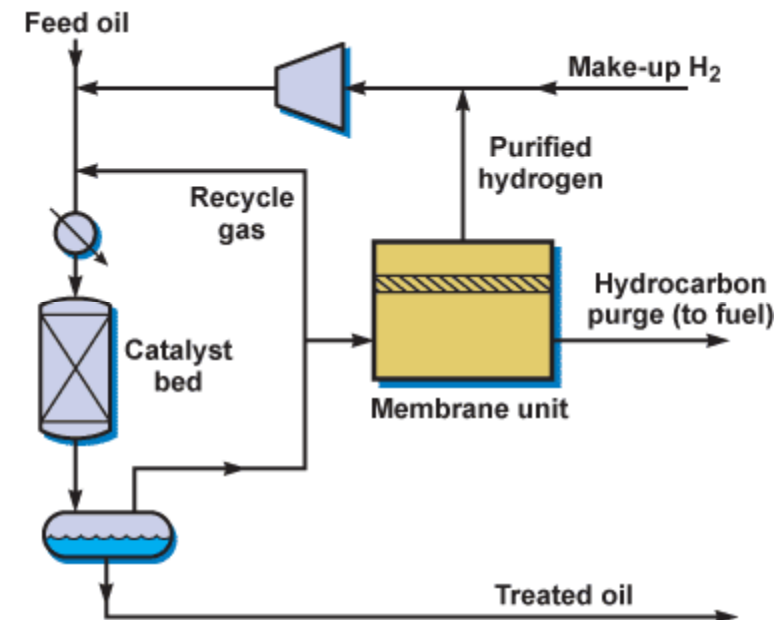 Feed oil
Make-up H₂
Purified
hydrogen
Recycle
gas
Hydrocarbon
purge (to fuel)
Catalyst
bed
Membrane unit
Treated oil